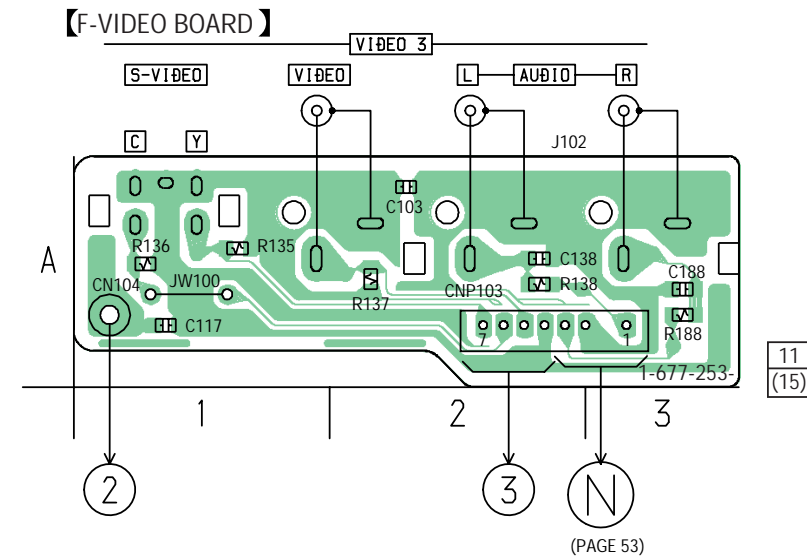 【F-VIDEO BOARD】
VIDEO 3
S-VIDEO VIDEO L AUDIO R
C Y J102
C103
A R136 R135 C138
CN104 JW100 R137 CNP103 R138 C188
C117 7 1 R188
1-677-253- 11
(15)
1 2 3
2 3 N
(PAGE 53)